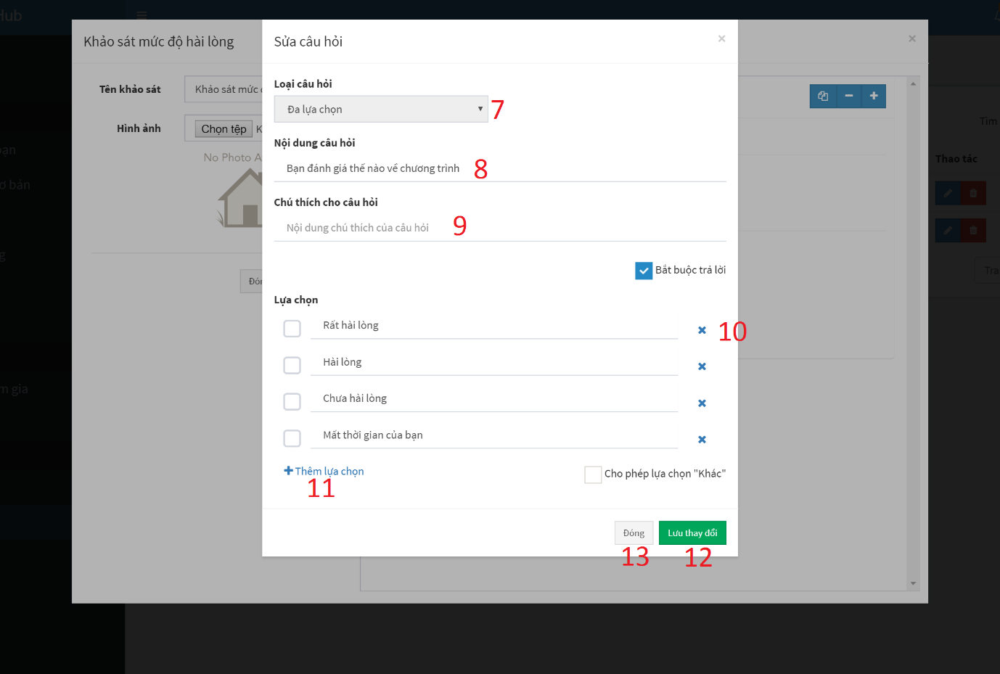 Hub
Khảo sát mức độ hài lòng
×
Tên khảo sát
Khảo sát mức
Hình ảnh
Chọn tệp K
No Photo A
Sửa câu hỏi
×
Loại câu hỏi
Đa lựa chọn
7
Nội dung câu hỏi
Bạn đánh giá thế nào về chương trình
8
Chú thích cho câu hỏi
Nội dung chú thích của câu hỏi
9
Bắt buộc trả lời
Lựa chọn
Rất hài lòng
10
Hài lòng
Chưa hài lòng
Mất thời gian của bạn
Thêm lựa chọn
11
Cho phép lựa chọn "Khác"
Đóng
Lưu thay đổi
13
12
Tìm
Thao tác
Tra
ơ bản
m gia